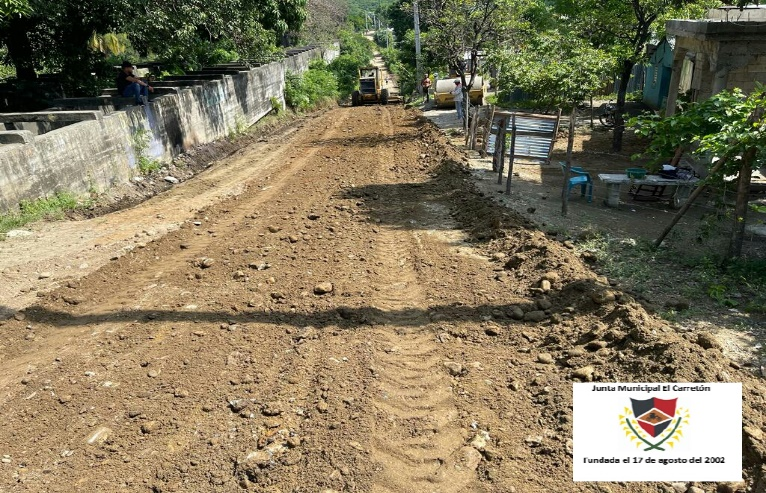 Junta Municipal El Carretón
Fundada el 17 de agosto del 2002